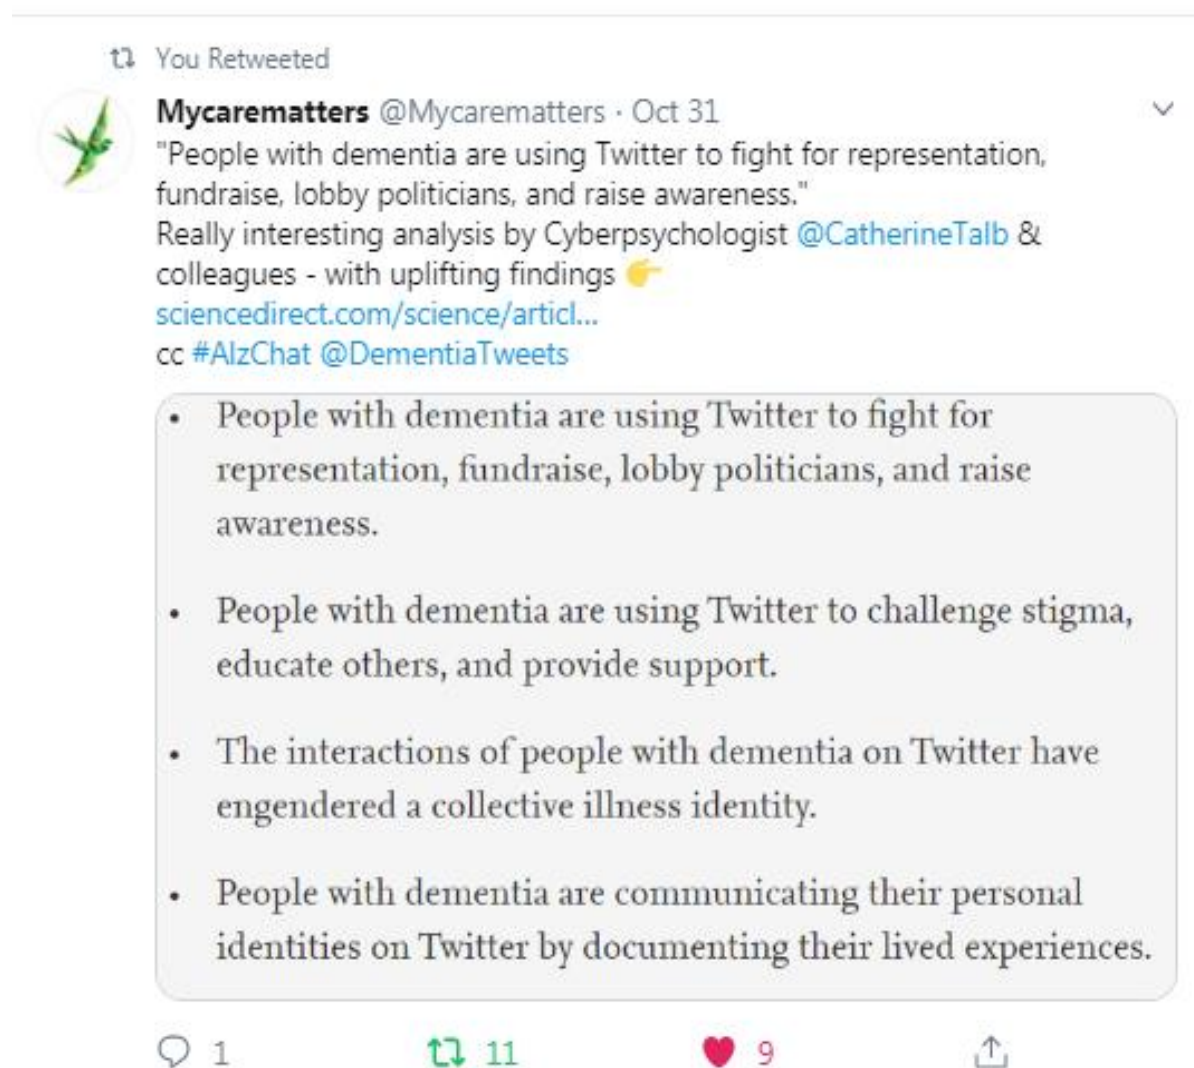 You Retweeted
Mycarematters @Mycarematters · Oct 31
"People with dementia are using Twitter to fight for representation,
fundraise, lobby politicians, and raise awareness."
Really interesting analysis by Cyberpsychologist @CatherineTalb &
colleagues - with uplifting findings 👉
sciencedirect.com/science/articl...
cc #AlzChat @DementiaTweets
• People with dementia are using Twitter to fight for
representation, fundraise, lobby politicians, and raise
awareness.
• People with dementia are using Twitter to challenge stigma,
educate others, and provide support.
• The interactions of people with dementia on Twitter have
engendered a collective illness identity.
• People with dementia are communicating their personal
identities on Twitter by documenting their lived experiences.
1 11 9